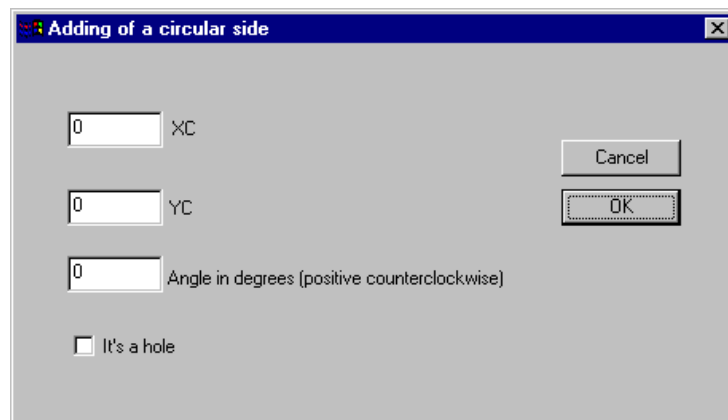 Adding of a circular side
0 XC
Cancel
0 YC
OK
0 Angle in degrees (positive counterclockwise)
It's a hole